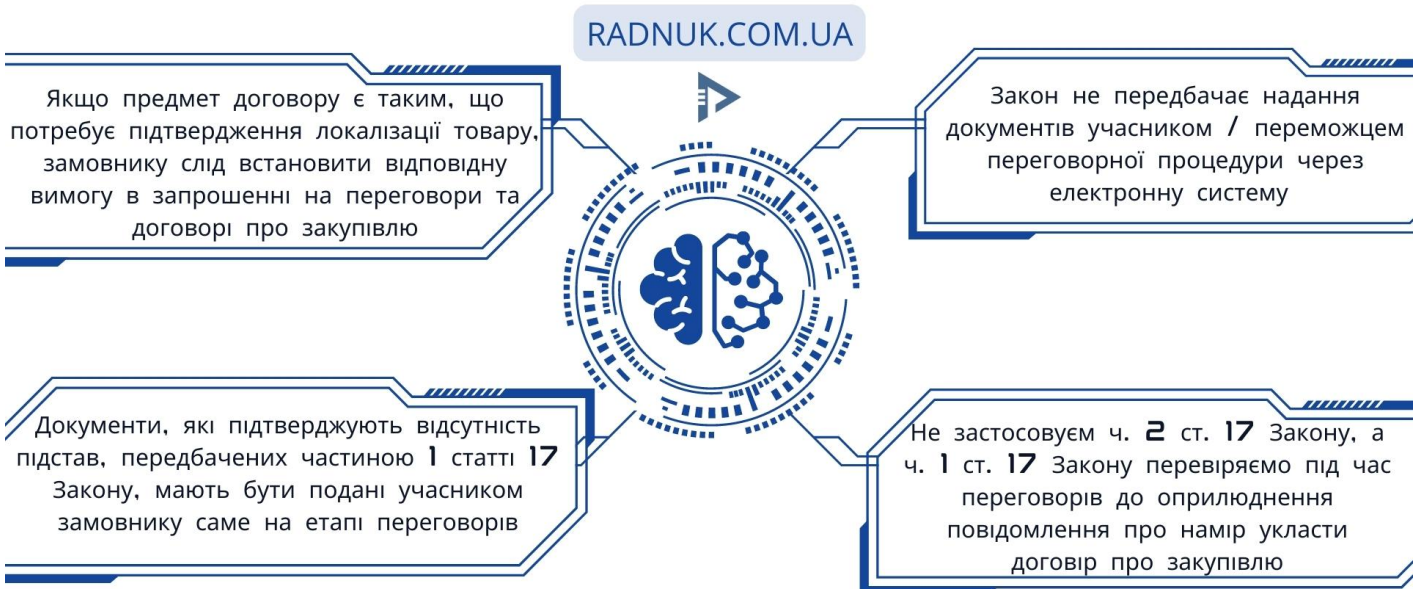 RADNUK.COM.UA
Якщо предмет договору є таким, що
потребує підтвердження локалізації товару,
замовнику слід встановити відповідну
вимогу в запрошенні на переговори та
договорі про закупівлю
Закон не передбачає надання
документів учасником / переможцем
переговорної процедури через
електронну систему
Документи, які підтверджують відсутність
підстав, передбачених частиною 1 статті 17
Закону, мають бути подані учасником
замовнику саме на етапі переговорів
Не застосовуєм ч. 2 ст. 17 Закону, а
ч. 1 ст. 17 Закону перевіряємо під час
переговорів до оприлюднення
повідомлення про намір укласти
договір про закупівлю